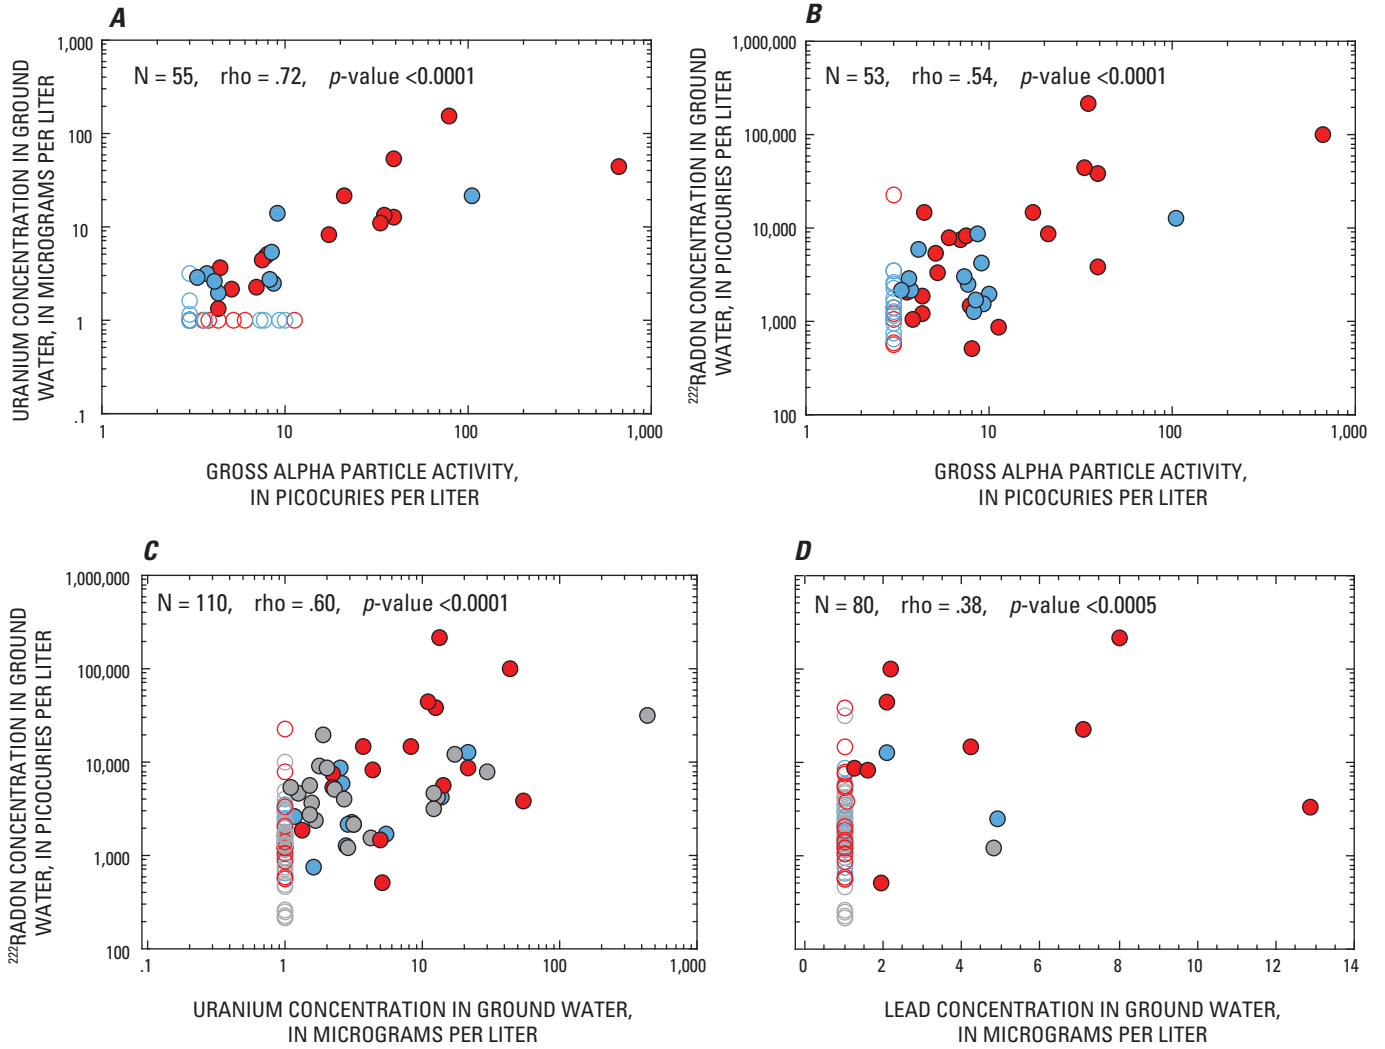 A
URANIUM CONCENTRATION IN GROUND
WATER, IN MICROGRAMS PER LITER
1,000
100
10
1
.1
N = 55, rho = .72, p-value <0.0001
1 10 100 1,000
GROSS ALPHA PARTICLE ACTIVITY,
IN PICOCURIES PER LITER
B
222RADON CONCENTRATION IN GROUND
WATER, IN PICOCURIES PER LITER
1,000,000
100,000
10,000
1,000
100
N = 53, rho = .54, p-value <0.0001
1 10 100 1,000
GROSS ALPHA PARTICLE ACTIVITY,
IN PICOCURIES PER LITER
C
222RADON CONCENTRATION IN GROUND
WATER, IN PICOCURIES PER LITER
1,000,000
100,000
10,000
1,000
100
N = 110, rho = .60, p-value <0.0001
.1 1 10 100 1,000
URANIUM CONCENTRATION IN GROUND WATER,
IN MICROGRAMS PER LITER
D
N = 80, rho = .38, p-value <0.0005
0 2 4 6 8 10 12 14
LEAD CONCENTRATION IN GROUND WATER,
IN MICROGRAMS PER LITER